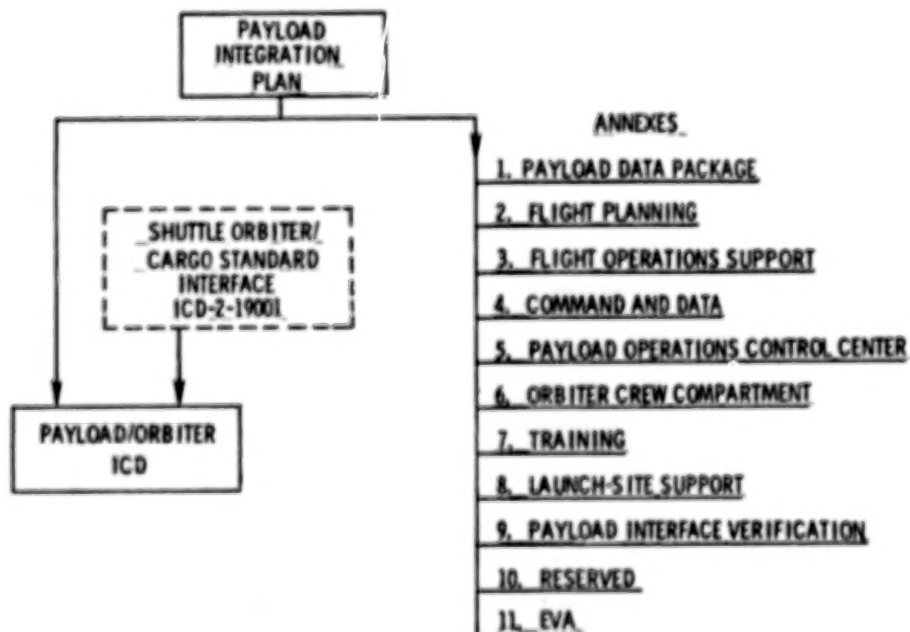 PAYLOAD
INTEGRATION
PLAN
SHUTTLE ORBITER/
CARGO STANDARD
INTERFACE
ICD-2-19001
PAYLOAD/ORBITER
ICD
ANNEXES
1. PAYLOAD DATA PACKAGE
2. FLIGHT PLANNING
3. FLIGHT OPERATIONS SUPPORT
4. COMMAND AND DATA
5. PAYLOAD OPERATIONS CONTROL CENTER
6. ORBITER CREW COMPARTMENT
7. TRAINING
8. LAUNCH-SITE SUPPORT
9. PAYLOAD INTERFACE VERIFICATION
10. RESERVED
11. EVA